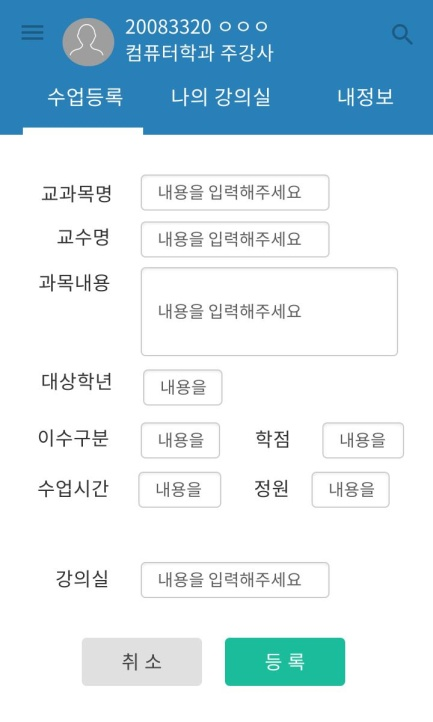 20083320 ㅇㅇㅇ
컴퓨터학과 주강사
수업등록 나의 강의실 내정보
교과목명 내용을 입력해주세요
교수명 내용을 입력해주세요
과목내용 내용을 입력해주세요
대상학년 내용을
이수구분 내용을 학점 내용을
수업시간 내용을 정원 내용을
강의실 내용을 입력해주세요
취 소 등 록